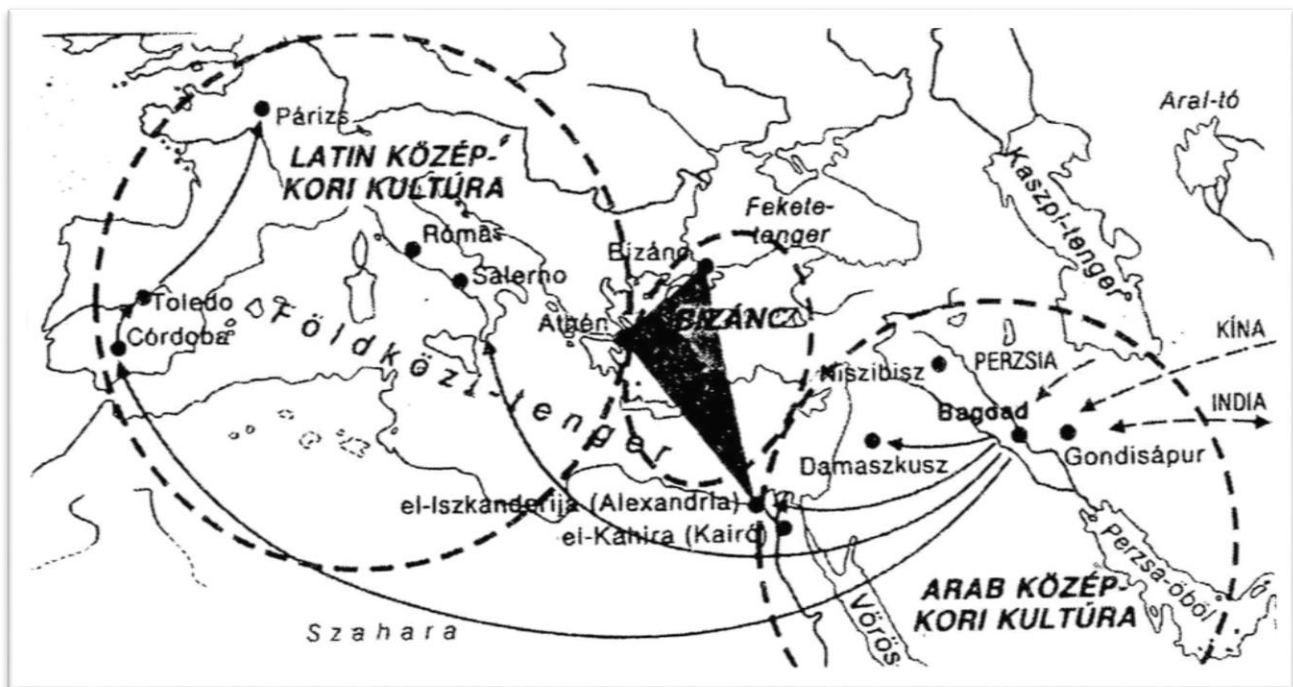 Párizs
Aral-tó
LATIN KÖZÉP-
KORI KULTÚRA
Kaszpi-tenger
Fekete-
tenger
Rómas
Bizánc
Salerno
Toledo
Földközi-tenger
Athén
BIZÁNC
Córdoba
KÍNA
PERZSIA
Niszibisz
INDIA
Bagdad
Damaszkusz
Gondisápur
el-Iszkanderija (Alexandria)
el-Kahira (Kairó)
Perzsa-öböl
ARAB KÖZÉP-
KORI KULTÚRA
Vörös
Szahara